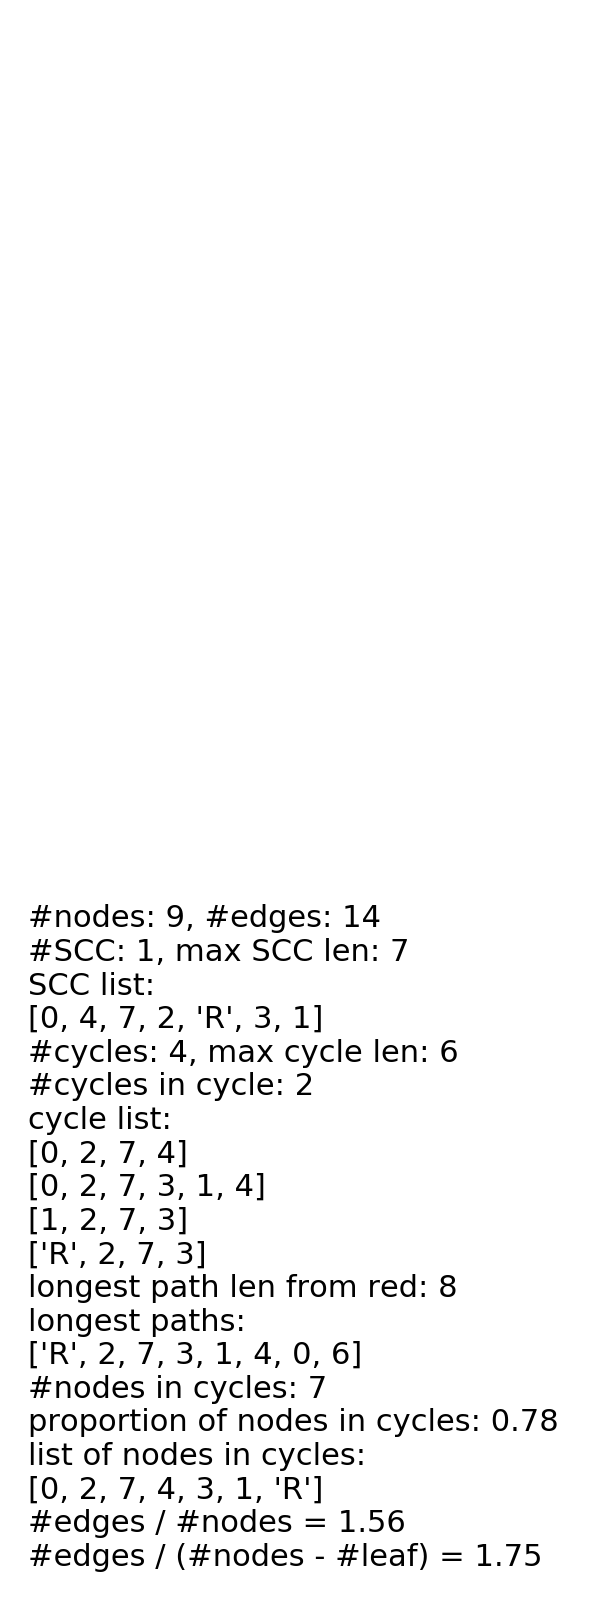 #nodes: 9, #edges: 14
#SCC: 1, max SCC len: 7
SCC list:
[0, 4, 7, 2, 'R', 3, 1]
#cycles: 4, max cycle len: 6
#cycles in cycle: 2
cycle list:
[0, 2, 7, 4]
[0, 2, 7, 3, 1, 4]
[1, 2, 7, 3]
['R', 2, 7, 3]
longest path len from red: 8
longest paths:
['R', 2, 7, 3, 1, 4, 0, 6]
#nodes in cycles: 7
proportion of nodes in cycles: 0.78
list of nodes in cycles:
[0, 2, 7, 4, 3, 1, 'R']
#edges / #nodes = 1.56
#edges / (#nodes - #leaf) = 1.75